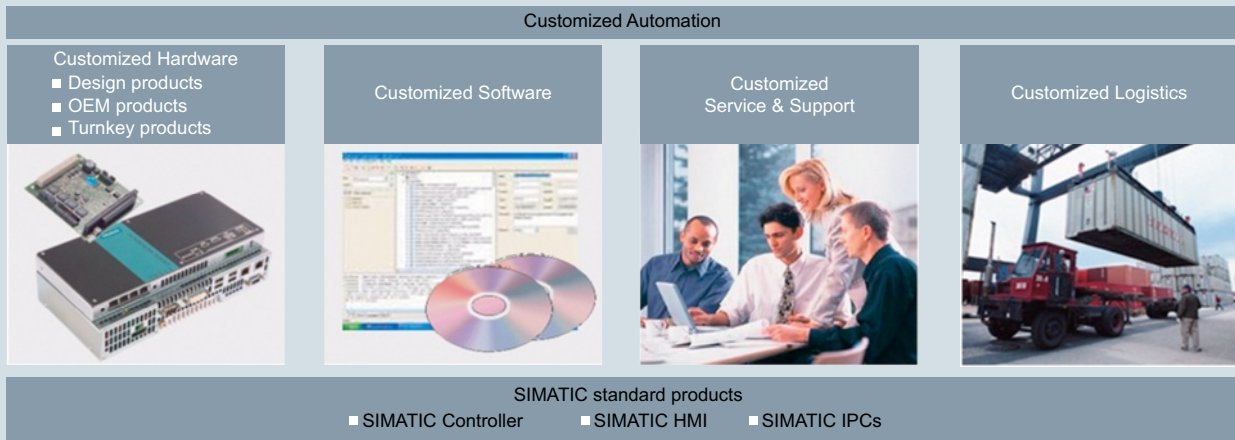 Customized Automation
Customized Hardware
Design products
OEM products
Turnkey products
Customized Software
Customized
Service & Support
Customized Logistics
SIMATIC standard products
SIMATIC Controller SIMATIC HMI SIMATIC IPCs